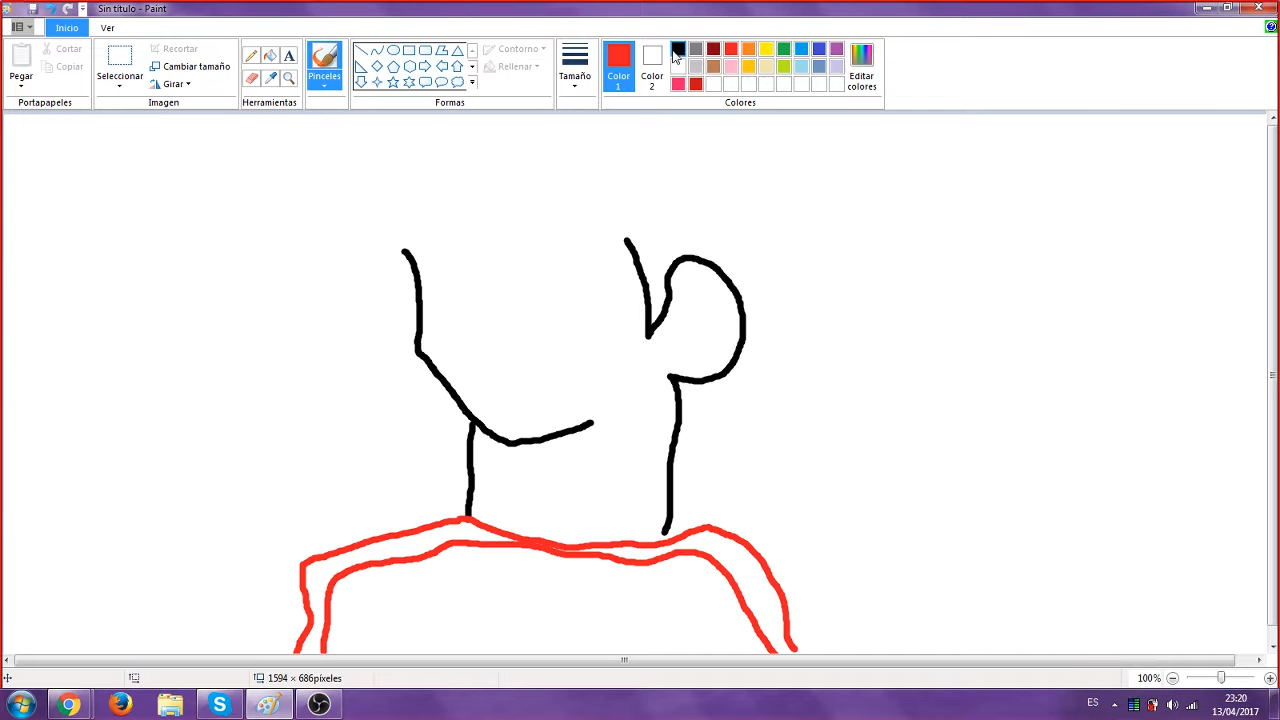 Sin título - Paint
Inicio
Ver
Pegar
Cortar
Copiar
Portapapeles
Seleccionar
Recortar
Cambiar tamaño
Girar
Imagen
A
Herramientas
Pinceles
Contorno
Rellenar
Formas
Tamaño
Color
1
Color
2
Editar
colores
Colores
1594 × 686píxeles
100%
ES
23:20
13/04/2017